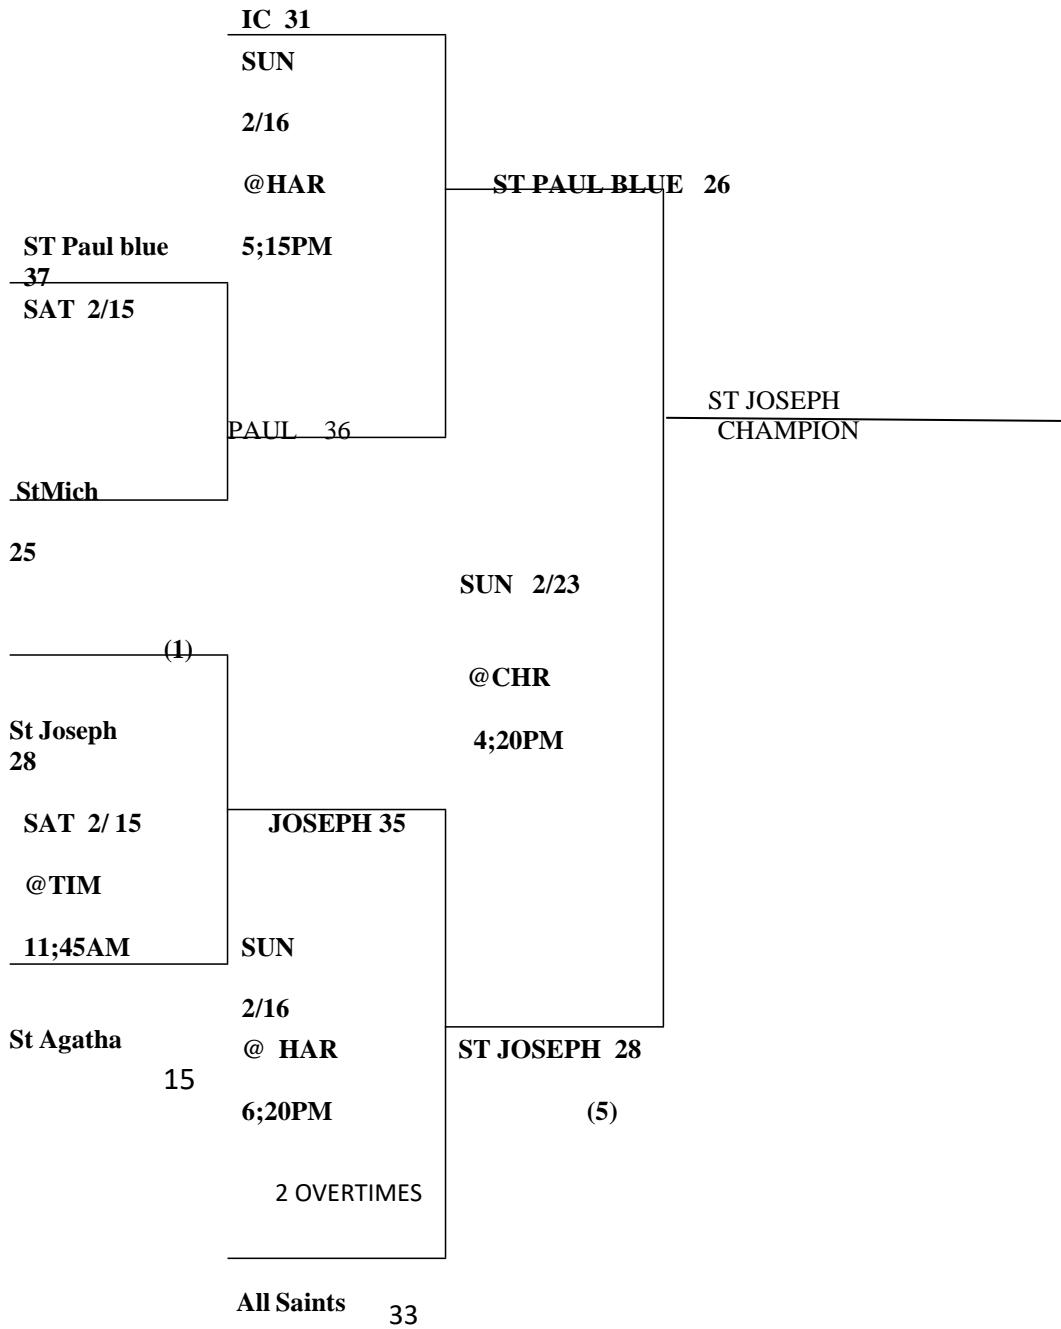 IC 31
SUN
2/16
@HAR
ST PAUL BLUE 26
ST Paul blue
37
5;15PM
SAT 2/15
ST JOSEPH
CHAMPION
PAUL 36
StMich
25
SUN 2/23
(1)
@CHR
St Joseph
28
4;20PM
SAT 2/ 15
JOSEPH 35
@TIM
11;45AM
SUN
2/16
St Agatha
15
@ HAR
ST JOSEPH 28
6;20PM
(5)
2 OVERTIMES
All Saints 33